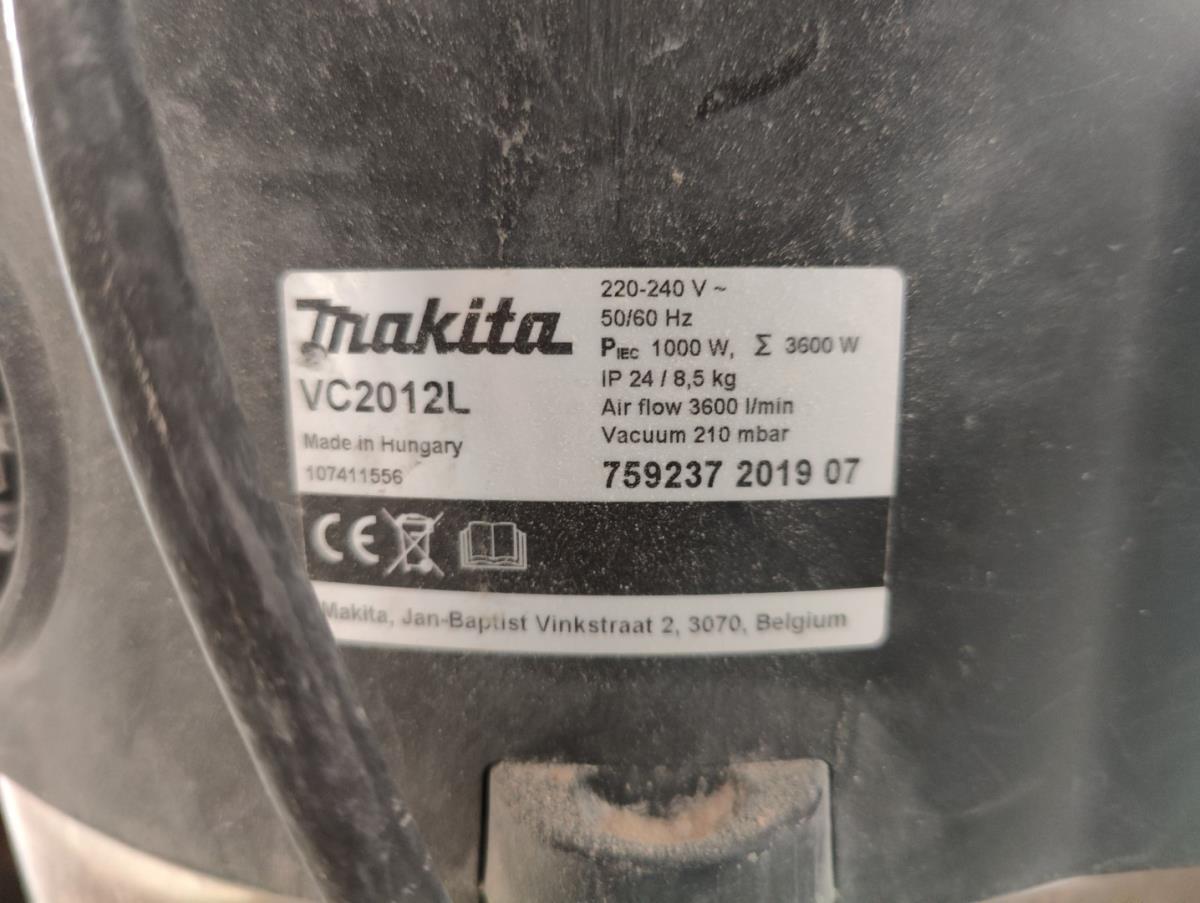 makita
VC2012L
Made in Hungary
107411556
220-240 V ~
50/60 Hz
PIEC 1000 W, Σ 3600 W
IP 24 / 8,5 kg
Air flow 3600 l/min
Vacuum 210 mbar
759237 2019 07
CE
Makita, Jan-Baptist Vinkstraat 2, 3070, Belgium